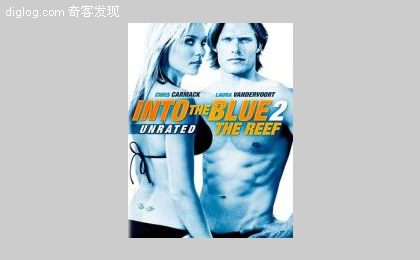 diglog.com 奇客发现
CHRIS CARMACK LAURA VANDERVOORT
INTO THE BLUE 2
UNRATED THE REEF